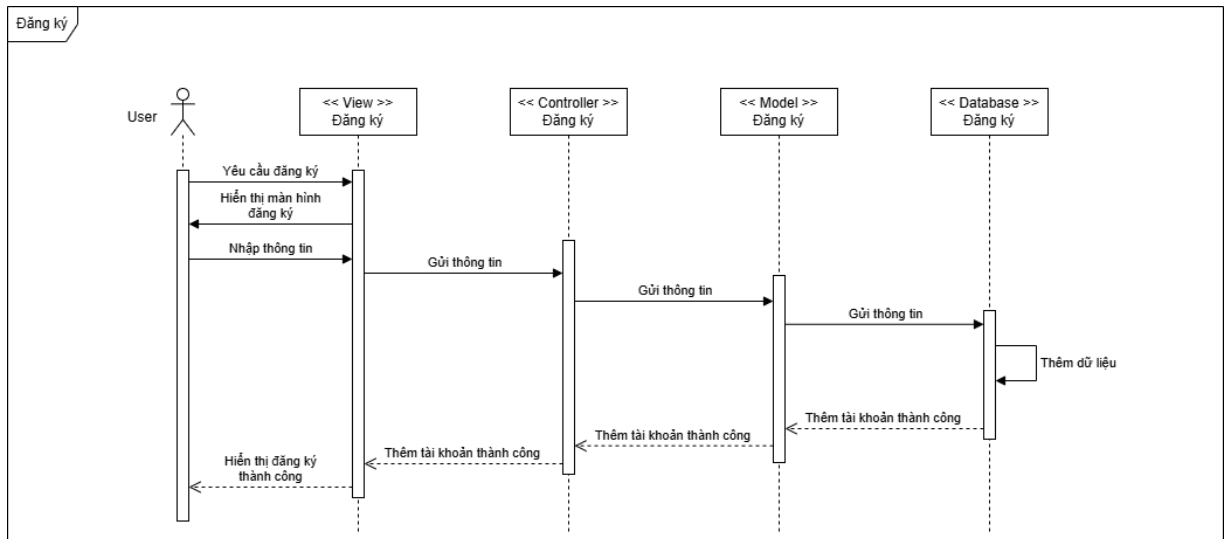 Đăng ký
User
<< View >>
Đăng ký
<< Controller >>
Đăng ký
<< Model >>
Đăng ký
<< Database >>
Đăng ký
Yêu cầu đăng ký
Hiển thị màn hình
đăng ký
Nhập thông tin
Gửi thông tin
Gửi thông tin
Gửi thông tin
Thêm dữ liệu
Thêm tài khoản thành công
Thêm tài khoản thành công
Thêm tài khoản thành công
Hiển thị đăng ký
thành công